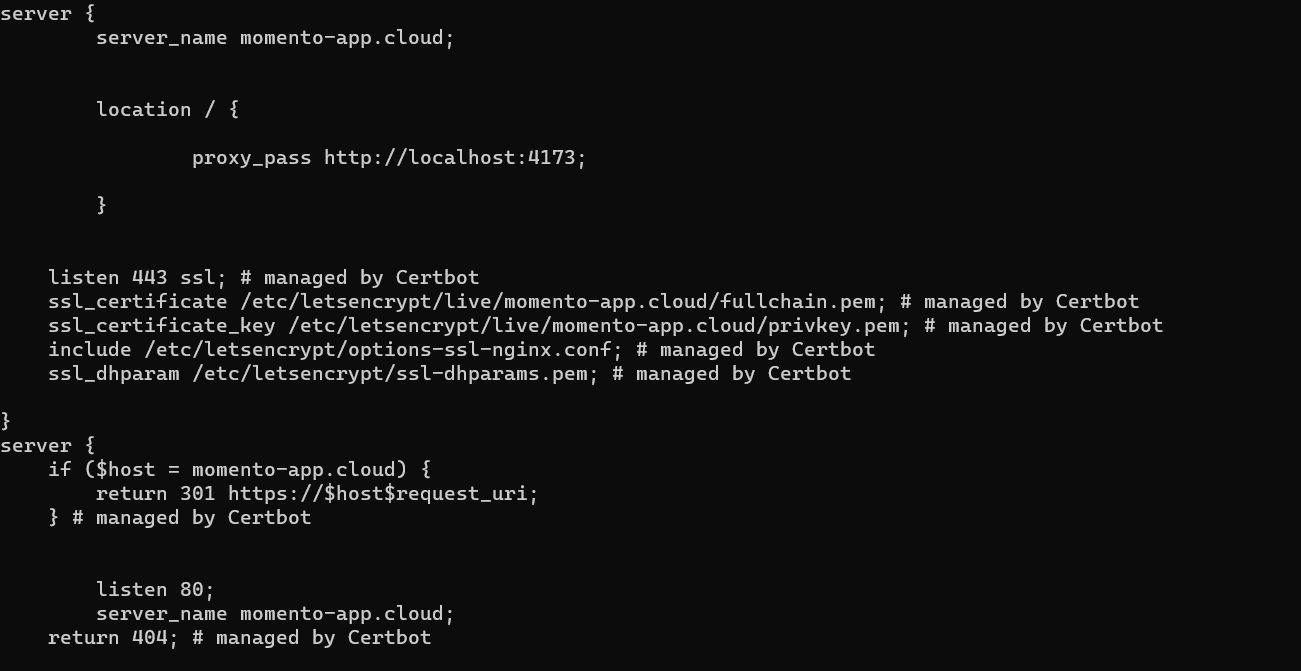 server {
        server_name momento-app.cloud;
        location / {
                proxy_pass http://localhost:4173;
        }
    listen 443 ssl; # managed by Certbot
    ssl_certificate /etc/letsencrypt/live/momento-app.cloud/fullchain.pem; # managed by Certbot
    ssl_certificate_key /etc/letsencrypt/live/momento-app.cloud/privkey.pem; # managed by Certbot
    include /etc/letsencrypt/options-ssl-nginx.conf; # managed by Certbot
    ssl_dhparam /etc/letsencrypt/ssl-dhparams.pem; # managed by Certbot
}
server {
    if ($host = momento-app.cloud) {
        return 301 https://$host$request_uri;
    } # managed by Certbot
        listen 80;
        server_name momento-app.cloud;
    return 404; # managed by Certbot